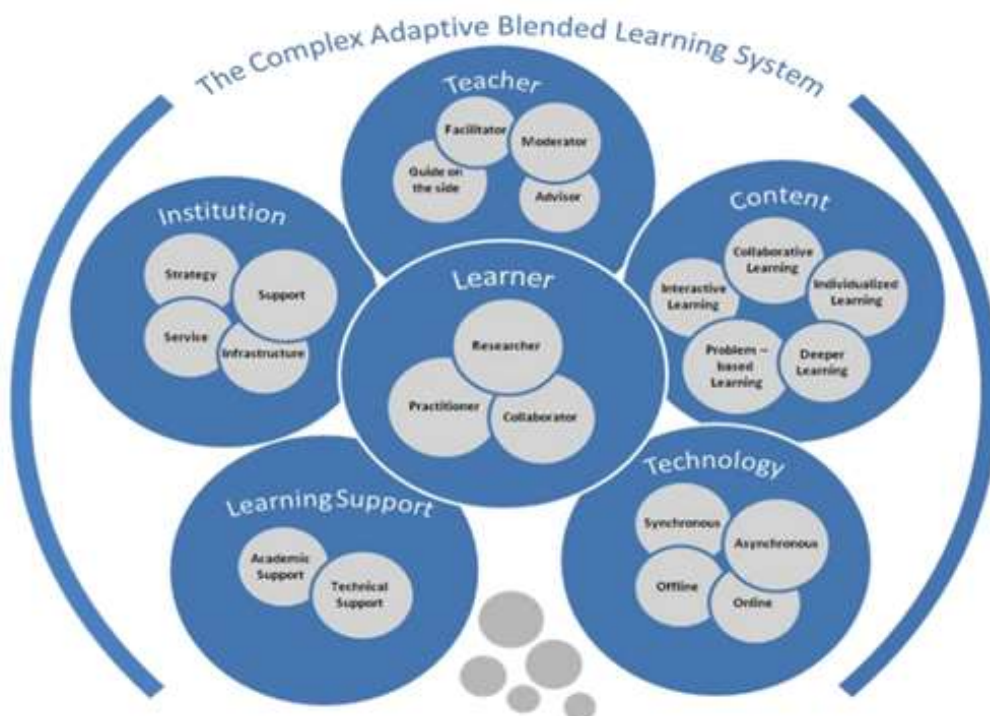 The Complex Adaptive Blended Learning System
Teacher
Facilitator
Moderator
Guide on
the side
Advisor
Institution
Strategy
Support
Service
Infrastructure
Content
Collaborative
Learning
Interactive
Learning
Individualized
Learning
Problem –
based
Learning
Deeper
Learning
Learner
Researcher
Practitioner
Collaborator
Learning Support
Academic
Support
Technical
Support
Technology
Synchronous
Asynchronous
Offline
Online